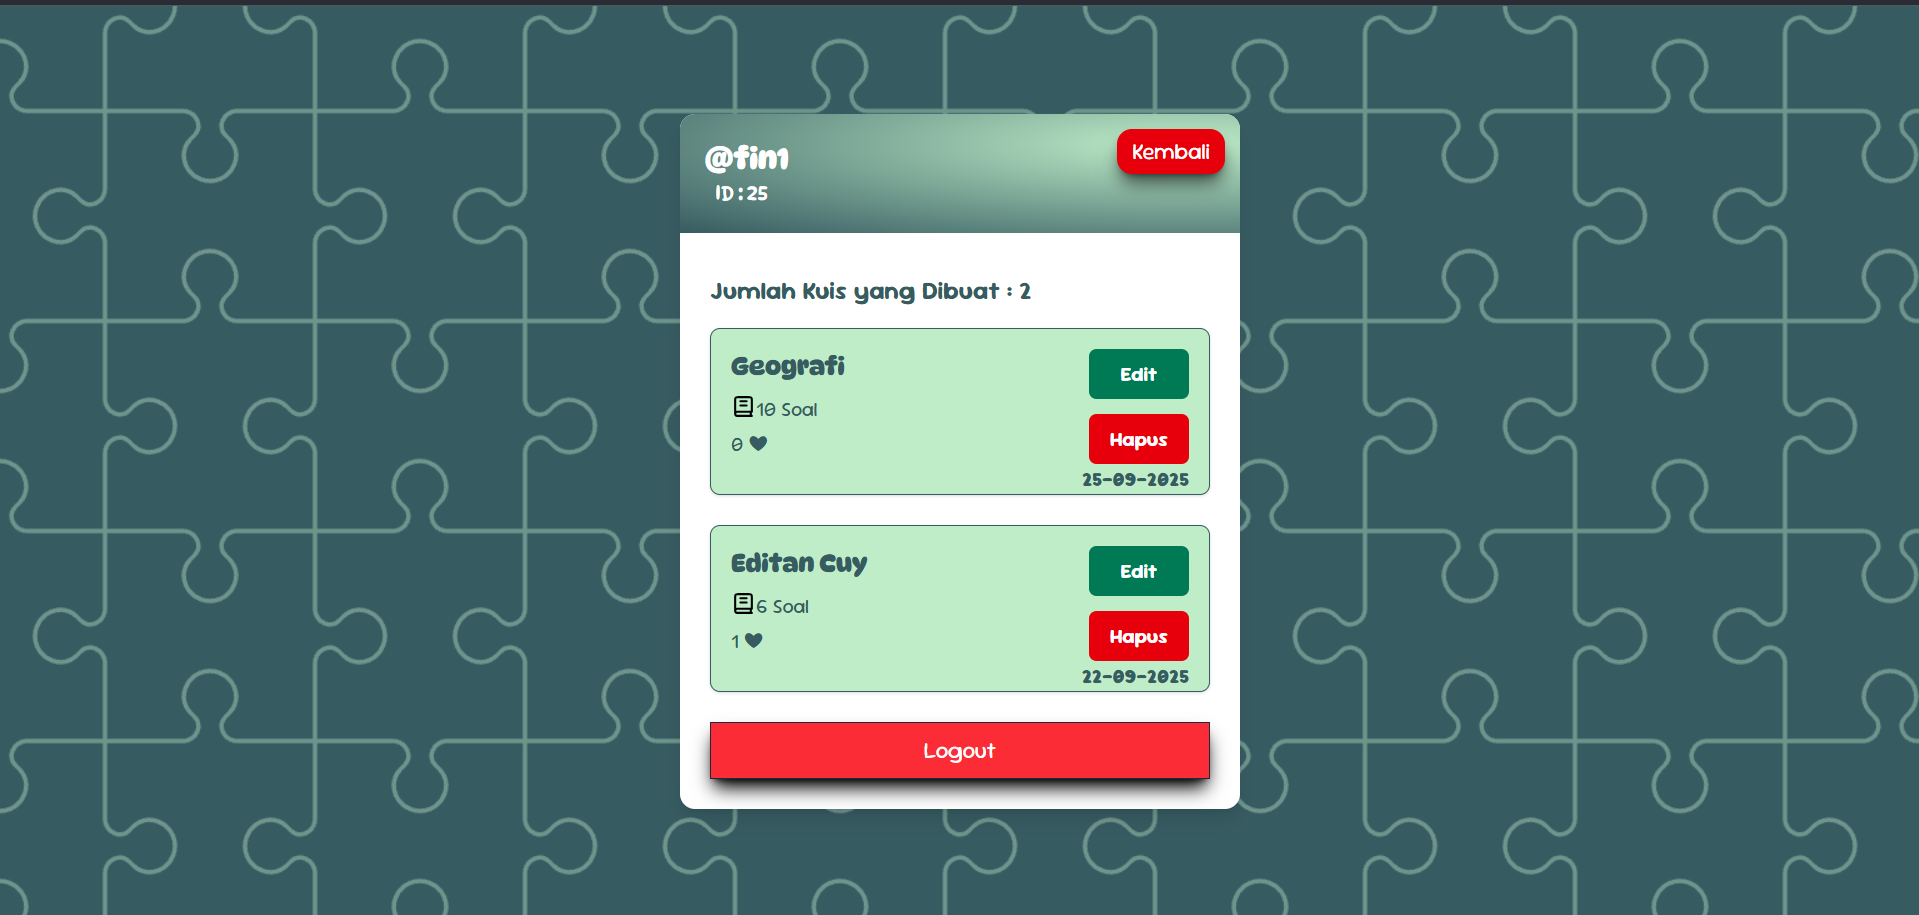 @fin1
Kembali
ID : 25
Jumlah Kuis yang Dibuat : 2
Geografi
Edit
10 Soal
Hapus
0
25-09-2025
Editan Cuy
Edit
6 Soal
Hapus
1
22-09-2025
Logout